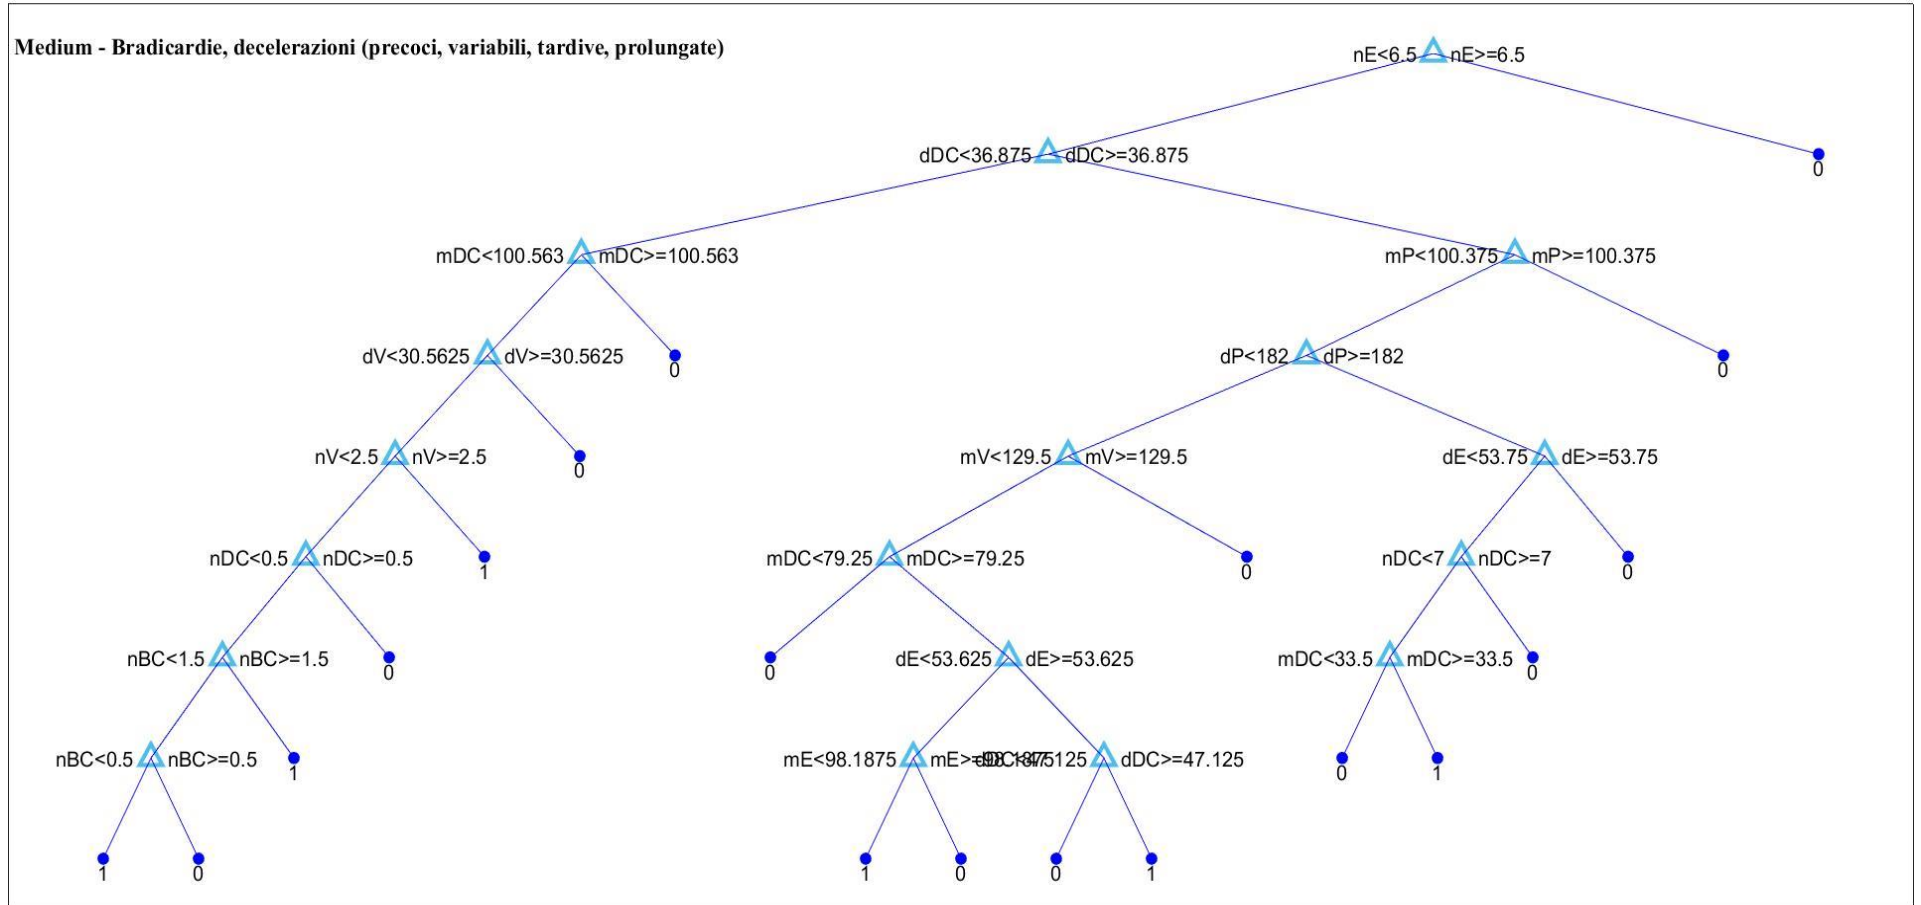 Medium - Bradicardie, decelerazioni (precoci, variabili, tardive, prolungate)
nE<6.5 nE>=6.5
dDC<36.875 dDC>=36.875
0
mDC<100.563 mDC>=100.563 mP<100.375 mP>=100.375
dV<30.5625 dV>=30.5625 0 dP<182 dP>=182 0
nV<2.5 nV>=2.5 0 mV<129.5 mV>=129.5 dE<53.75 dE>=53.75
nDC<0.5 nDC>=0.5 1 mDC<79.25 mDC>=79.25 0 nDC<7 nDC>=7 0
nBC<1.5 nBC>=1.5 0 0 dE<53.625 dE>=53.625 mDC<33.5 mDC>=33.5 0
nBC<0.5 nBC>=0.5 1 mE<98.1875 mE>=98.1875 dDC<47.125 dDC>=47.125 0 1
1 0 1 0 0 1